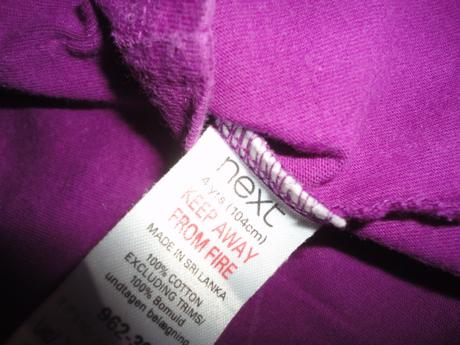 next
4 yrs (104cm)
KEEP AWAY
FROM FIRE
MADE IN SRI LANKA
100% COTTON
EXCLUDING TRIMS/
100% Bomuld
undtagen belægning